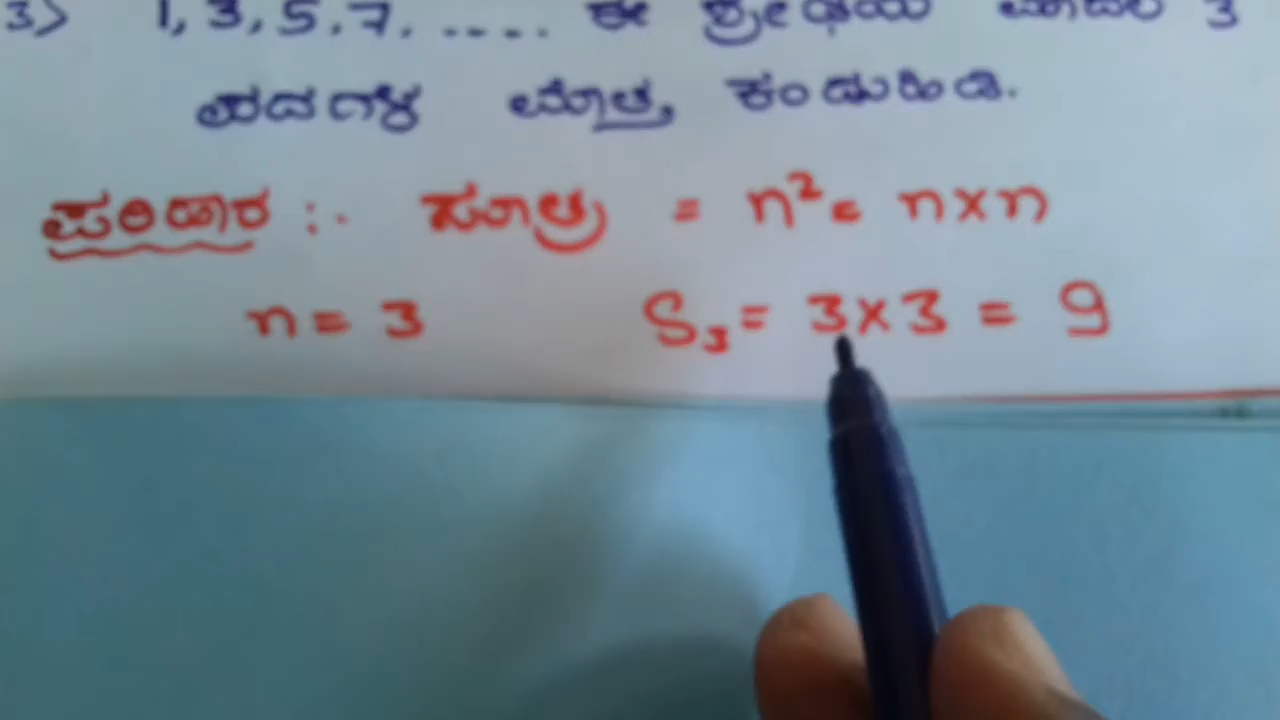 3> 1, 3, 5, 7, ..... ಈ ಶ್ರೇಢಿಯ ಮೊದಲ 3
ಪದಗಳ ಮೊತ್ತ ಕಂಡುಹಿಡಿ.
ಪರಿಹಾರ :- ಸೂತ್ರ = n² = n×n
n = 3 S₃ = 3×3 = 9